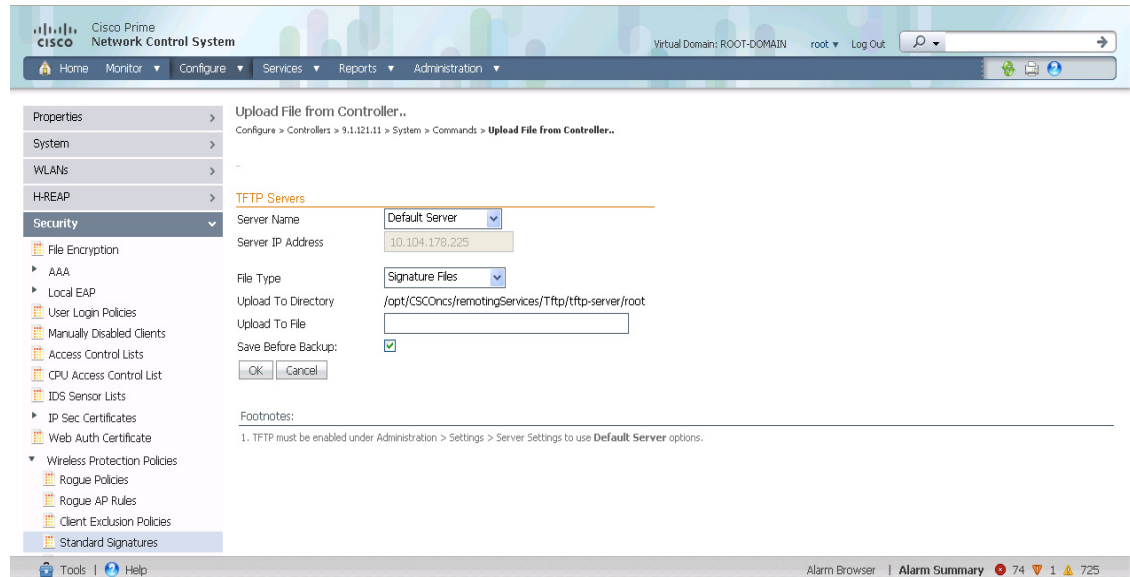 Cisco Prime
CISCO Network Control System
Virtual Domain: ROOT-DOMAIN root ▾ Log Out
Home Monitor ▼ Configure ▼ Services ▼ Reports ▼ Administration ▼
Properties
System
WLANs
H-REAP
Security
File Encryption
AAA
Local EAP
User Login Policies
Manually Disabled Clients
Access Control Lists
CPU Access Control List
IDS Sensor Lists
IP Sec Certificates
Web Auth Certificate
Wireless Protection Policies
Rogue Policies
Rogue AP Rules
Client Exclusion Policies
Standard Signatures
Upload File from Controller..
Configure > Controllers > 9.1.121.11 > System > Commands > Upload File from Controller..
TFTP Servers
Server Name Default Server
Server IP Address 10.104.178.225
File Type Signature Files
Upload To Directory /opt/CSCOncs/remotingServices/Tftp/tftp-server/root
Upload To File
Save Before Backup:
OK Cancel
Footnotes:
1. TFTP must be enabled under Administration > Settings > Server Settings to use Default Server options.
Tools | Help
Alarm Browser | Alarm Summary 74 1 725